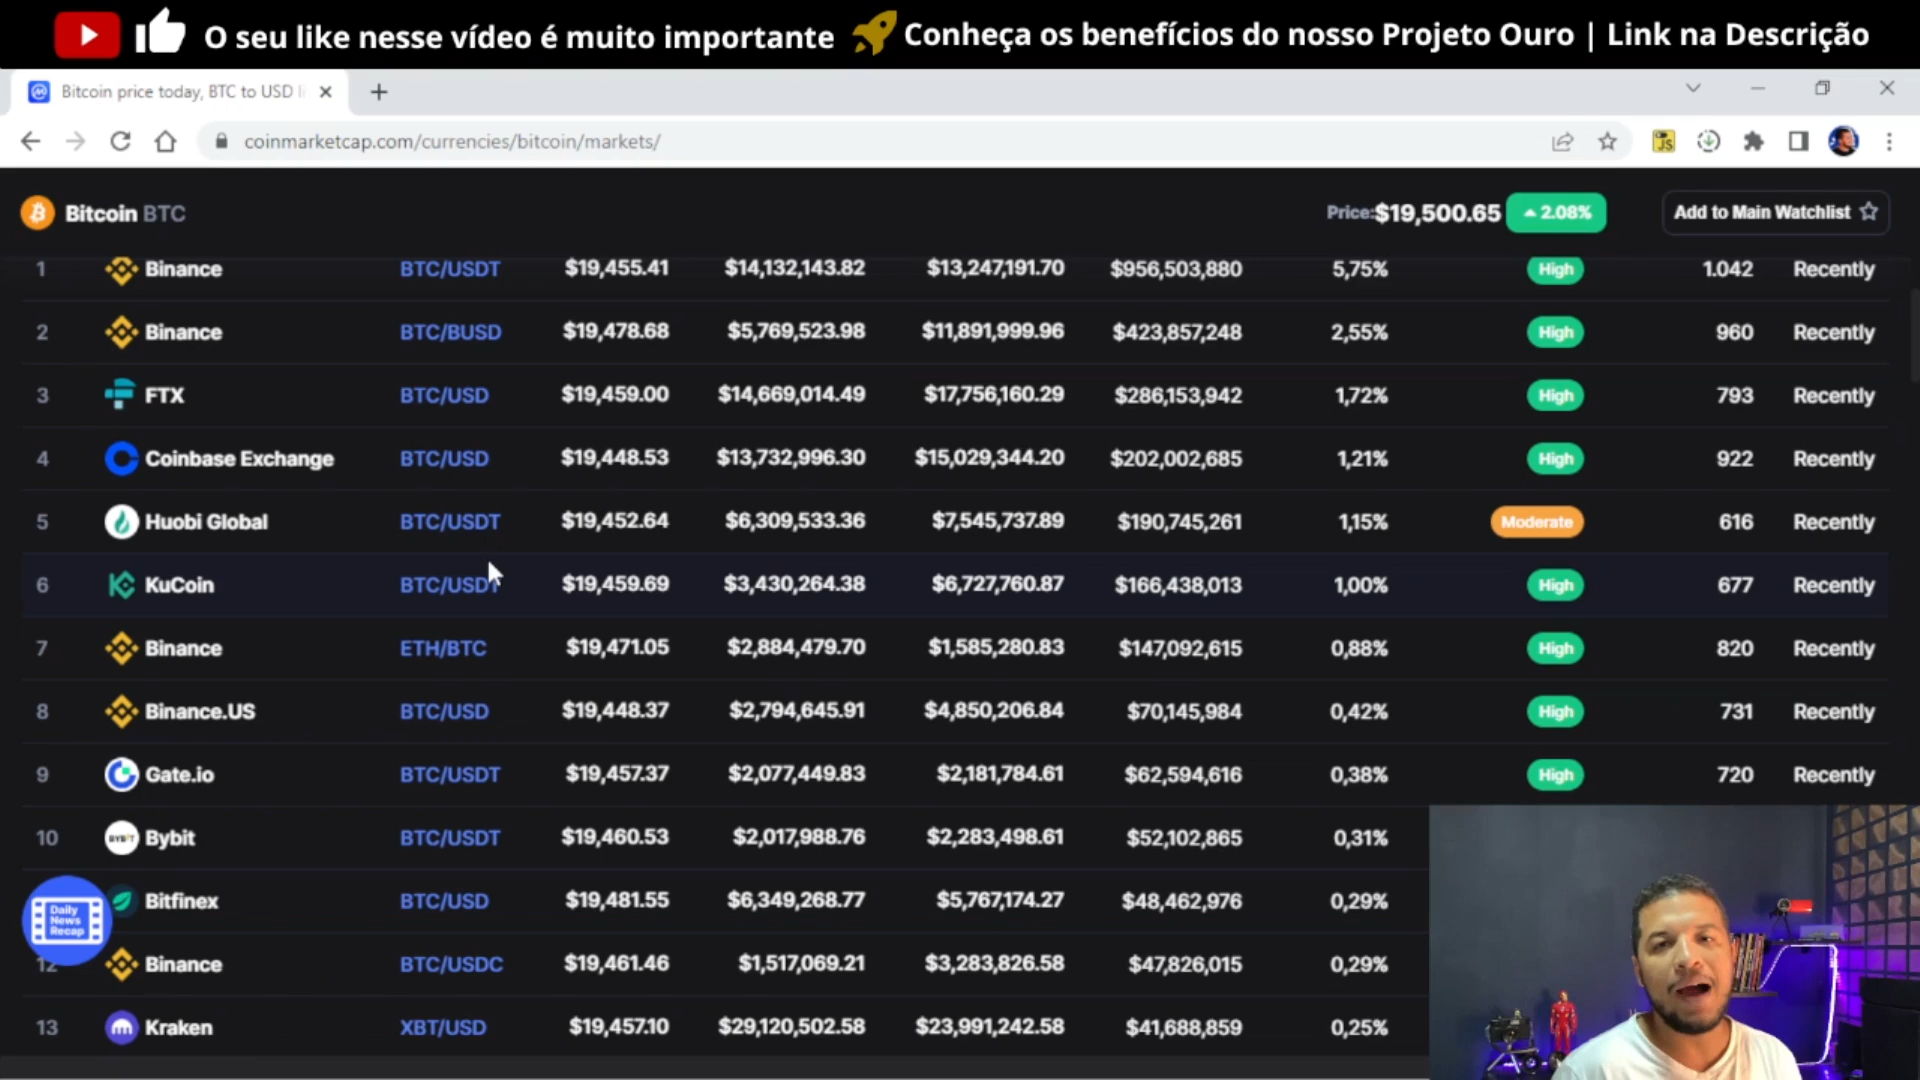 O seu like nesse vídeo é muito importante Conheça os benefícios do nosso Projeto Ouro | Link na Descrição
Bitcoin price today, BTC to USD li
coinmarketcap.com/currencies/bitcoin/markets/
JS
Bitcoin BTC Price: $19,500.65 2.08% Add to Main Watchlist
1 Binance BTC/USDT $19,455.41 $14,132,143.82 $13,247,191.70 $956,503,880 5,75% High 1.042 Recently
2 Binance BTC/BUSD $19,478.68 $5,769,523.98 $11,891,999.96 $423,857,248 2,55% High 960 Recently
3 FTX BTC/USD $19,459.00 $14,669,014.49 $17,756,160.29 $286,153,942 1,72% High 793 Recently
4 Coinbase Exchange BTC/USD $19,448.53 $13,732,996.30 $15,029,344.20 $202,002,685 1,21% High 922 Recently
5 Huobi Global BTC/USDT $19,452.64 $6,309,533.36 $7,545,737.89 $190,745,261 1,15% Moderate 616 Recently
6 KuCoin BTC/USDT $19,459.69 $3,430,264.38 $6,727,760.87 $166,438,013 1,00% High 677 Recently
7 Binance ETH/BTC $19,471.05 $2,884,479.70 $1,585,280.83 $147,092,615 0,88% High 820 Recently
8 Binance.US BTC/USD $19,448.37 $2,794,645.91 $4,850,206.84 $70,145,984 0,42% High 731 Recently
9 Gate.io BTC/USDT $19,457.37 $2,077,449.83 $2,181,784.61 $62,594,616 0,38% High 720 Recently
10 BYBIT Bybit BTC/USDT $19,460.53 $2,017,988.76 $2,283,498.61 $52,102,865 0,31%
Bitfinex BTC/USD $19,481.55 $6,349,268.77 $5,767,174.27 $48,462,976 0,29%
Daily
News
Recap
12 Binance BTC/USDC $19,461.46 $1,517,069.21 $3,283,826.58 $47,826,015 0,29%
13 Kraken XBT/USD $19,457.10 $29,120,502.58 $23,991,242.58 $41,688,859 0,25%